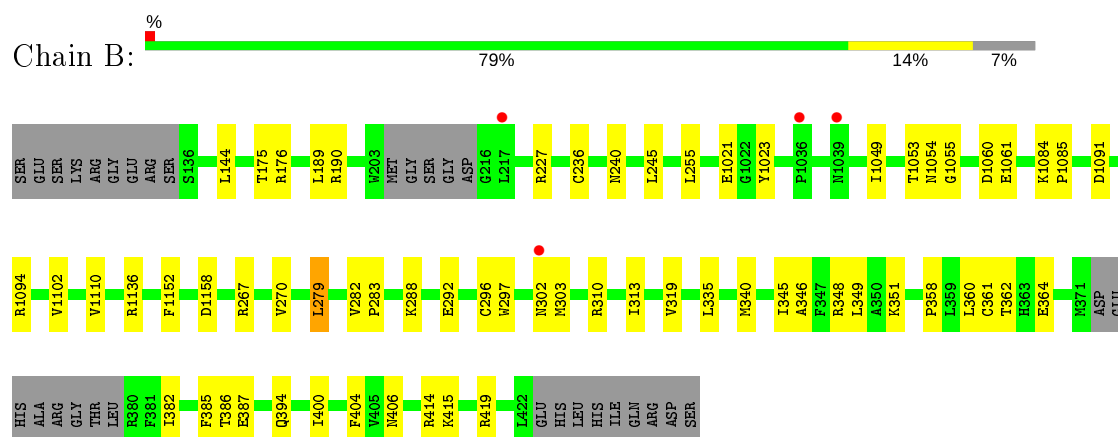 %
Chain B:
79% 14% 7%
SER GLU SER LYS ARG GLY GLU ARG SER S136 L144 T175 R176 L189 R190 W203 MET GLY SER GLY ASP G216 L217 R227 C236 N240 L245 L255 E1021 G1022 Y1023 P1036 N1039 I1049 T1053 N1054 G1055 D1060 E1061 K1084 P1085 D1091
R1094 V1102 V1110 R1136 F1152 D1158 R267 V270 L279 V282 P283 K288 E292 C296 W297 N302 M303 R310 I313 V319 L335 M340 I345 A346 F347 R348 L349 A350 K351 P358 L359 L360 C361 T362 H363 E364 M371 ASP GLU
HIS ALA ARG GLY THR LEU R380 F381 I382 F385 T386 E387 Q394 I400 F404 V405 N406 R414 K415 R419 L422 GLU HIS LEU HIS ILE GLN ARG ASP SER